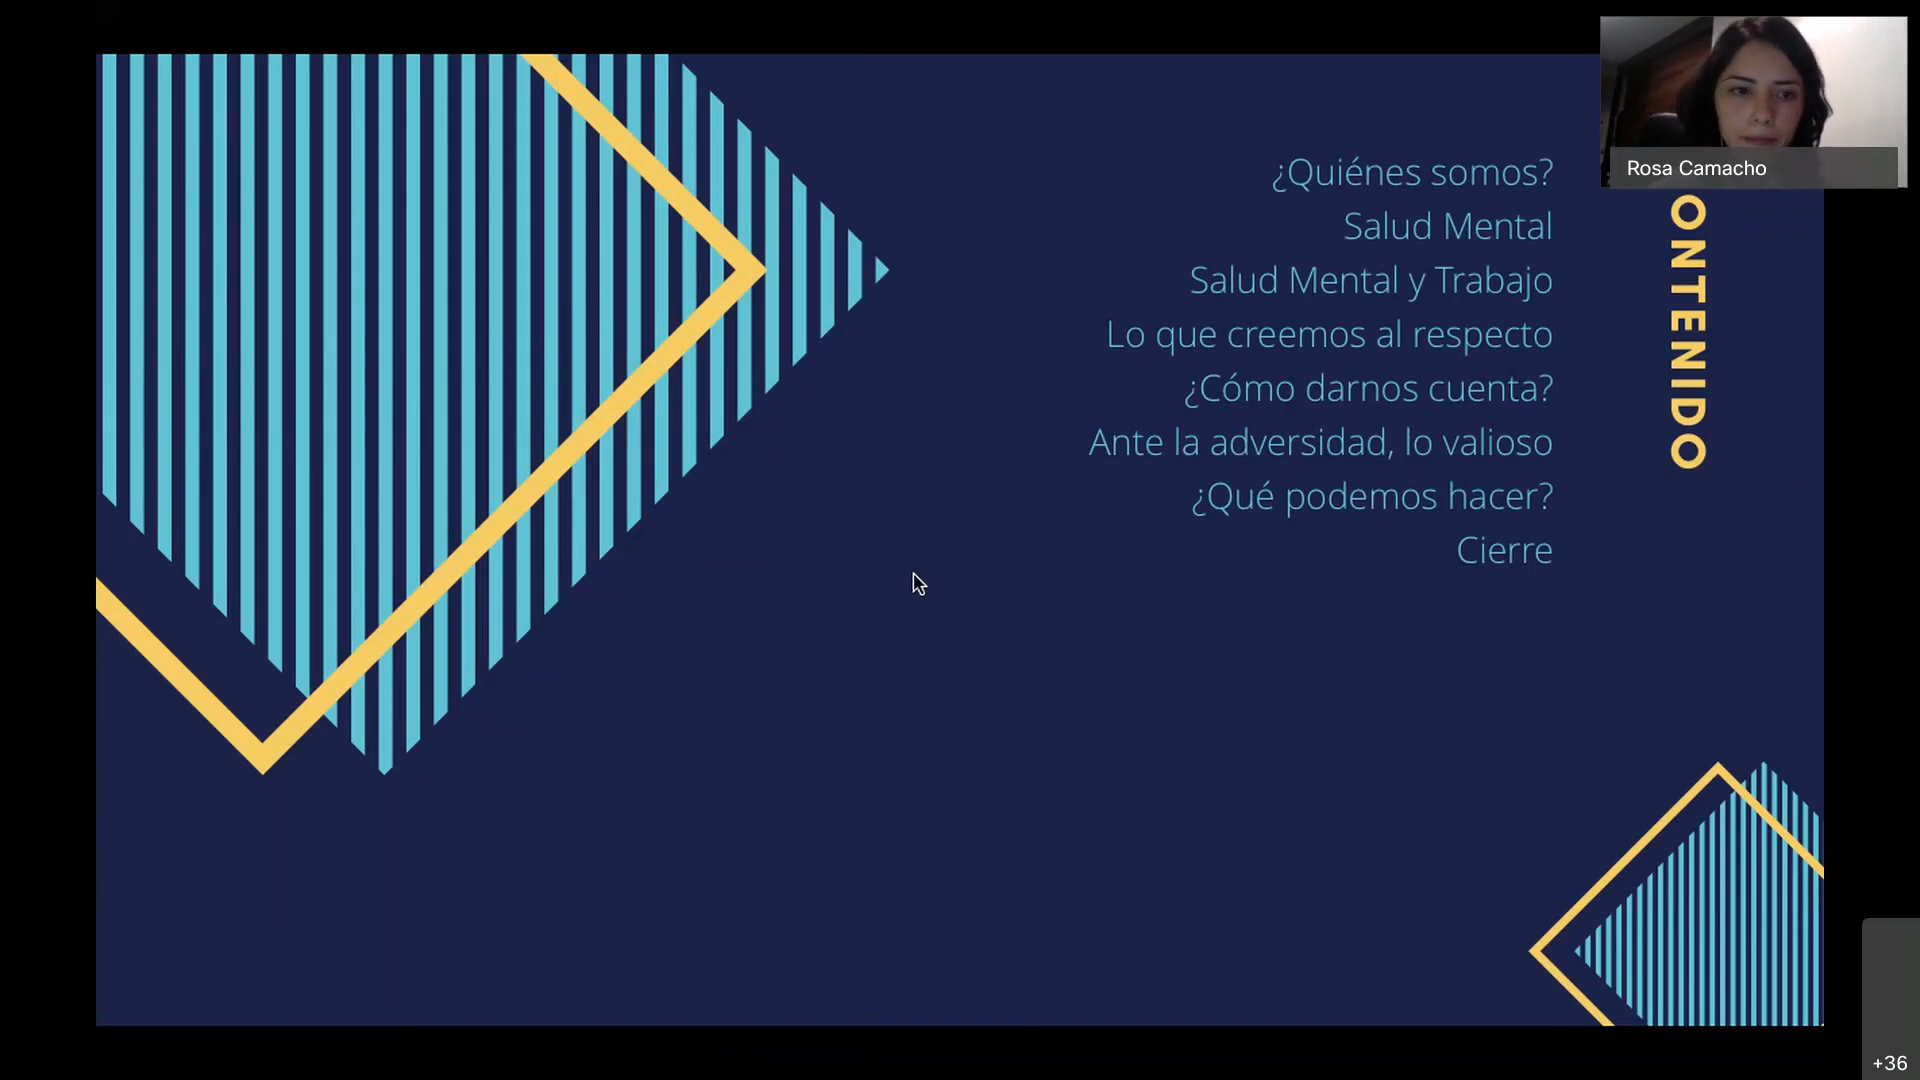 ¿Quiénes somos?
Salud Mental
Salud Mental y Trabajo
Lo que creemos al respecto
¿Cómo darnos cuenta?
Ante la adversidad, lo valioso
¿Qué podemos hacer?
Cierre
ONTENIDO
Rosa Camacho
+36